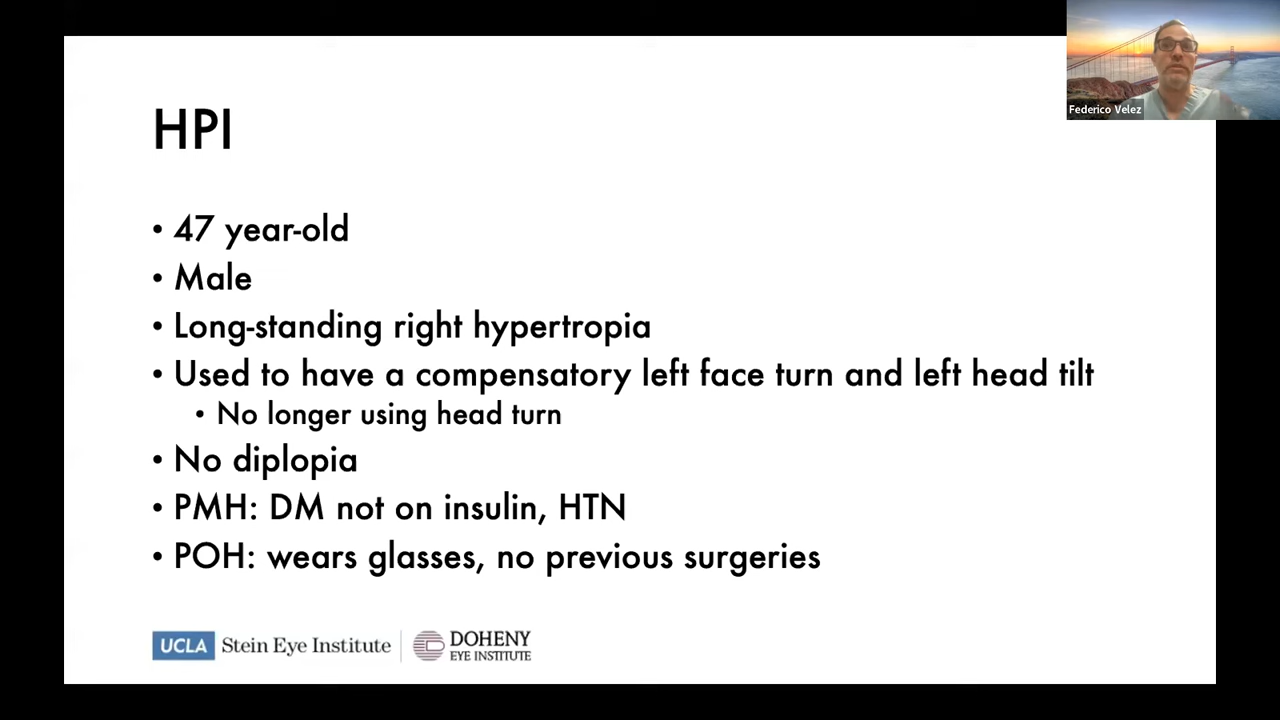 Federico Velez
HPI
• 47 year-old
• Male
• Long-standing right hypertropia
• Used to have a compensatory left face turn and left head tilt
• No longer using head turn
• No diplopia
• PMH: DM not on insulin, HTN
• POH: wears glasses, no previous surgeries
UCLA Stein Eye Institute
DOHENY
EYE INSTITUTE